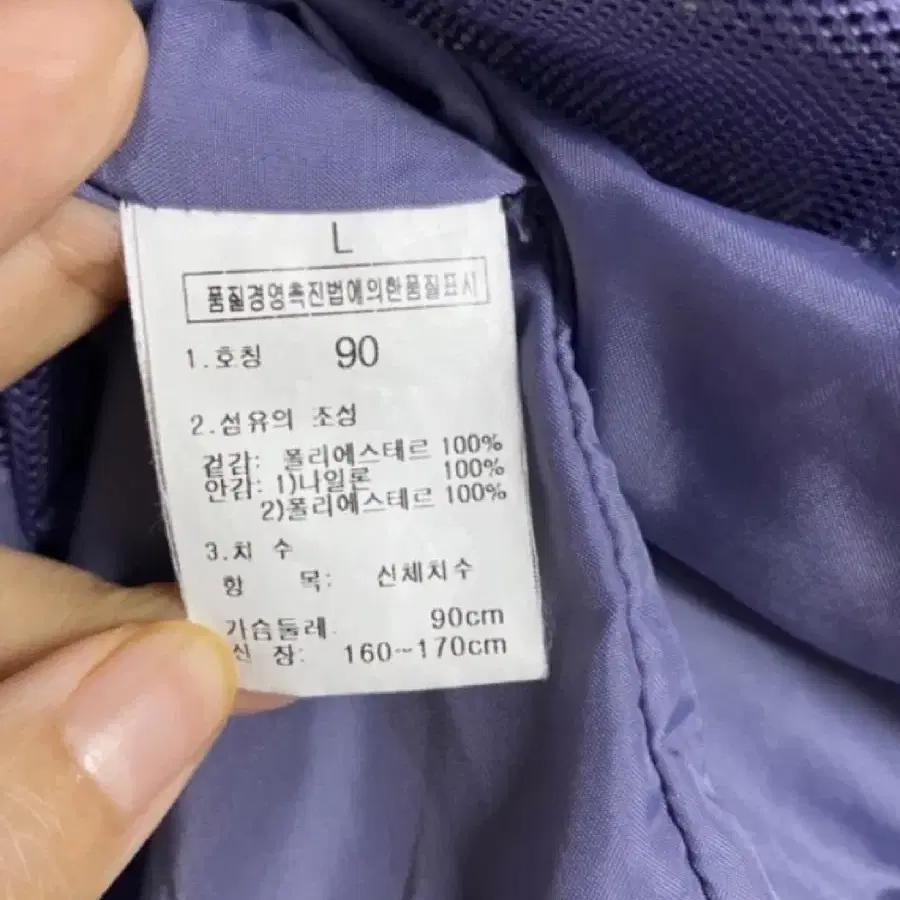 L
품질경영촉진법에의한품질표시
1.호칭 90
2.섬유의 조성
겉감: 폴리에스테르 100%
안감: 1)나일론 100%
2)폴리에스테르 100%
3.치 수
항 목: 신체치수
가슴둘레 90cm
신 장: 160~170cm